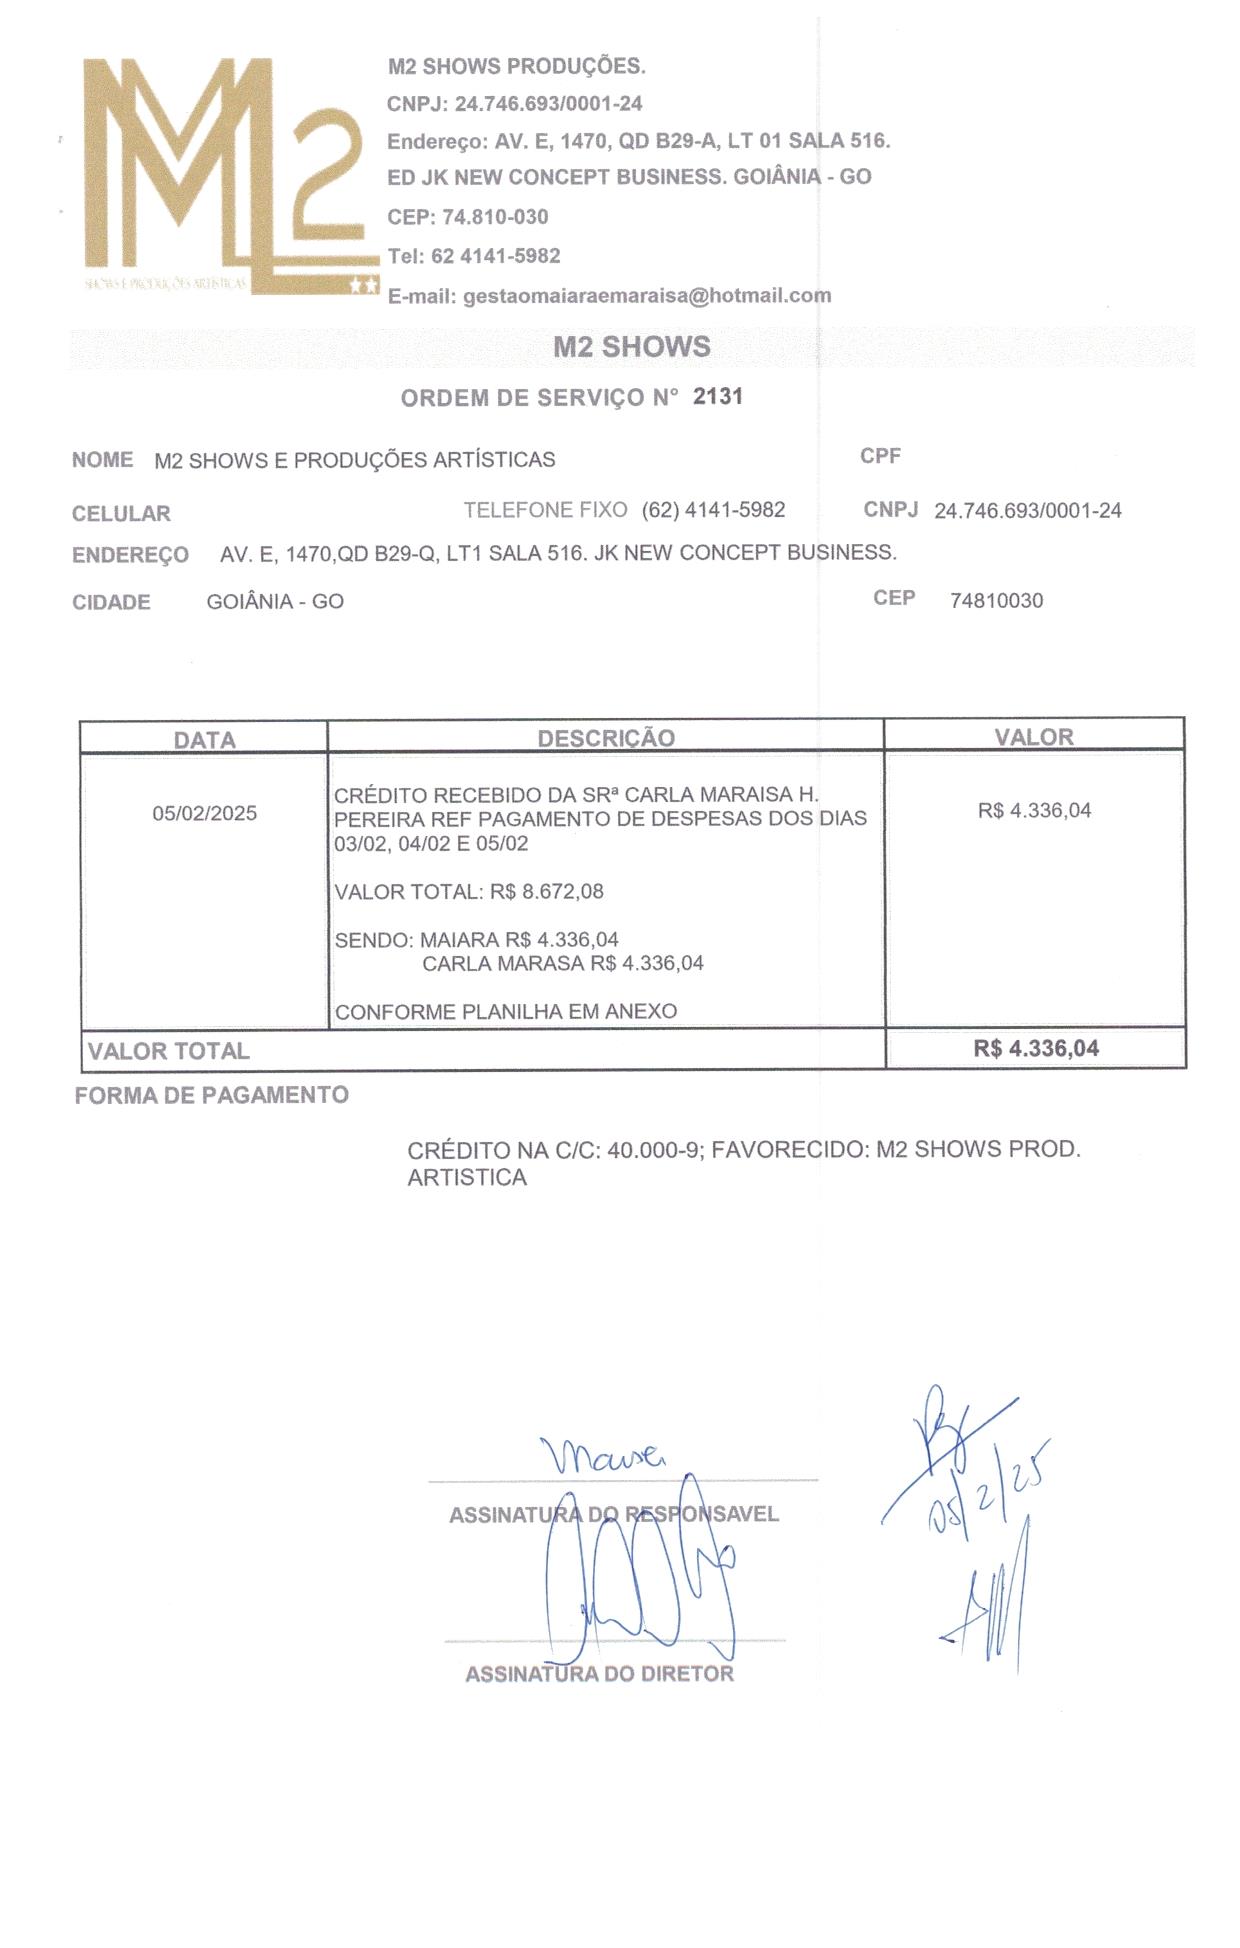 M2 SHOWS PRODUÇÕES.
CNPJ: 24.746.693/0001-24
Endereço: AV. E, 1470, QD B29-A, LT 01 SALA 516.
ED JK NEW CONCEPT BUSINESS. GOIÂNIA - GO
CEP: 74.810-030
Tel: 62 4141-5982
E-mail: gestaomaiaraemaraisa@hotmail.com
M2
SHOWS E PRODUÇÕES ARTÍSTICAS
M2 SHOWS
ORDEM DE SERVIÇO N° 2131
NOME M2 SHOWS E PRODUÇÕES ARTÍSTICAS CPF
CELULAR TELEFONE FIXO (62) 4141-5982 CNPJ 24.746.693/0001-24
ENDEREÇO AV. E, 1470,QD B29-Q, LT1 SALA 516. JK NEW CONCEPT BUSINESS.
CIDADE GOIÂNIA - GO CEP 74810030
DATA DESCRIÇÃO VALOR
05/02/2025 CRÉDITO RECEBIDO DA SRª CARLA MARAISA H. R$ 4.336,04
PEREIRA REF PAGAMENTO DE DESPESAS DOS DIAS
03/02, 04/02 E 05/02
VALOR TOTAL: R$ 8.672,08
SENDO: MAIARA R$ 4.336,04
CARLA MARASA R$ 4.336,04
CONFORME PLANILHA EM ANEXO
VALOR TOTAL R$ 4.336,04
FORMA DE PAGAMENTO
CRÉDITO NA C/C: 40.000-9; FAVORECIDO: M2 SHOWS PROD.
ARTISTICA
ASSINATURA DO RESPONSAVEL
05/2/25
ASSINATURA DO DIRETOR